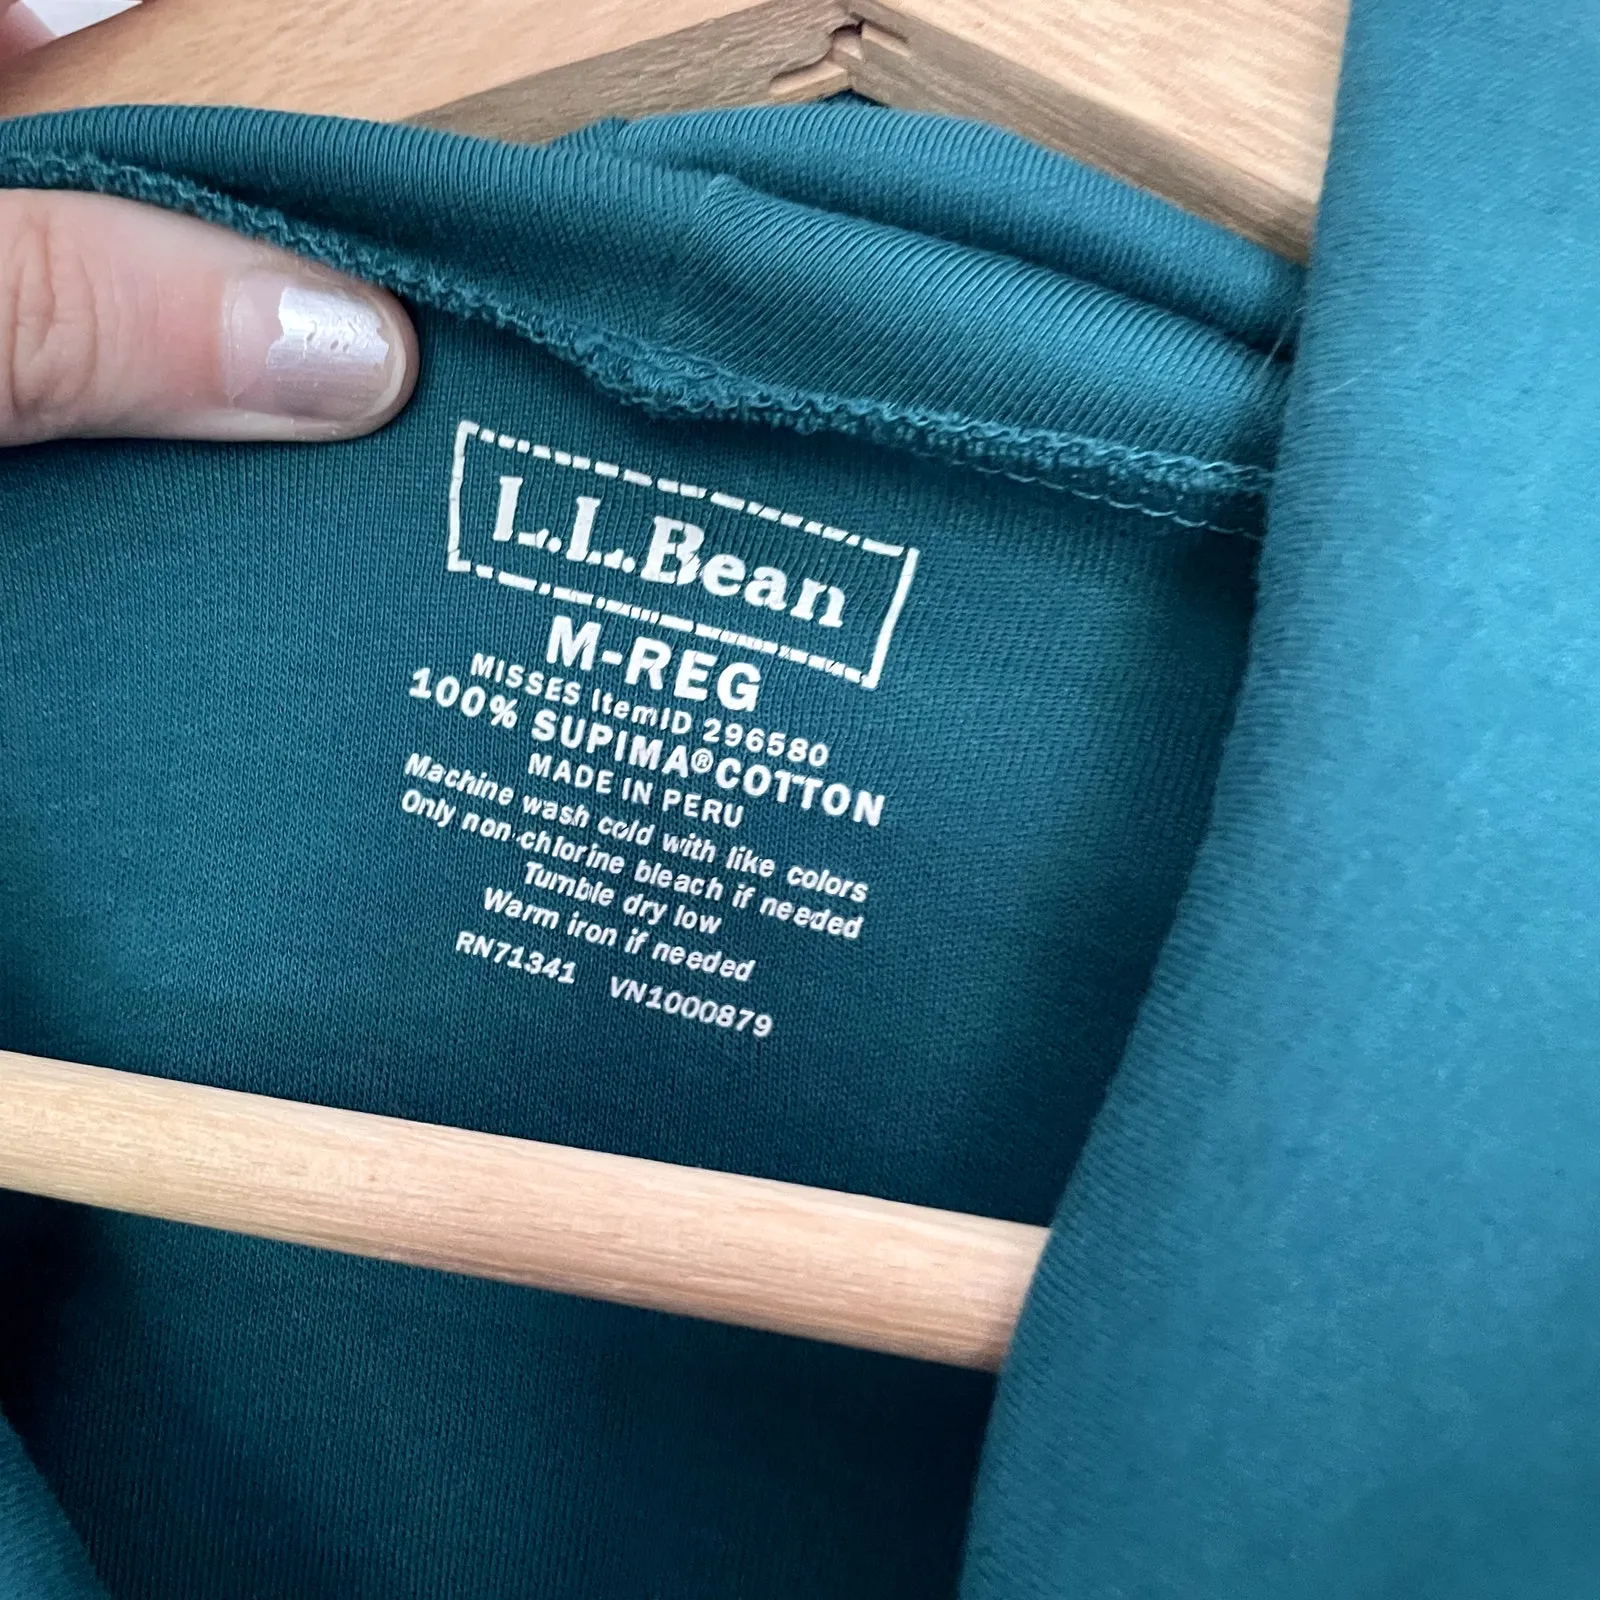 L.L.Bean
M-REG
MISSES ItemID 296580
100% SUPIMA® COTTON
MADE IN PERU
Machine wash cold with like colors
Only non-chlorine bleach if needed
Tumble dry low
Warm iron if needed
RN71341 VN1000879